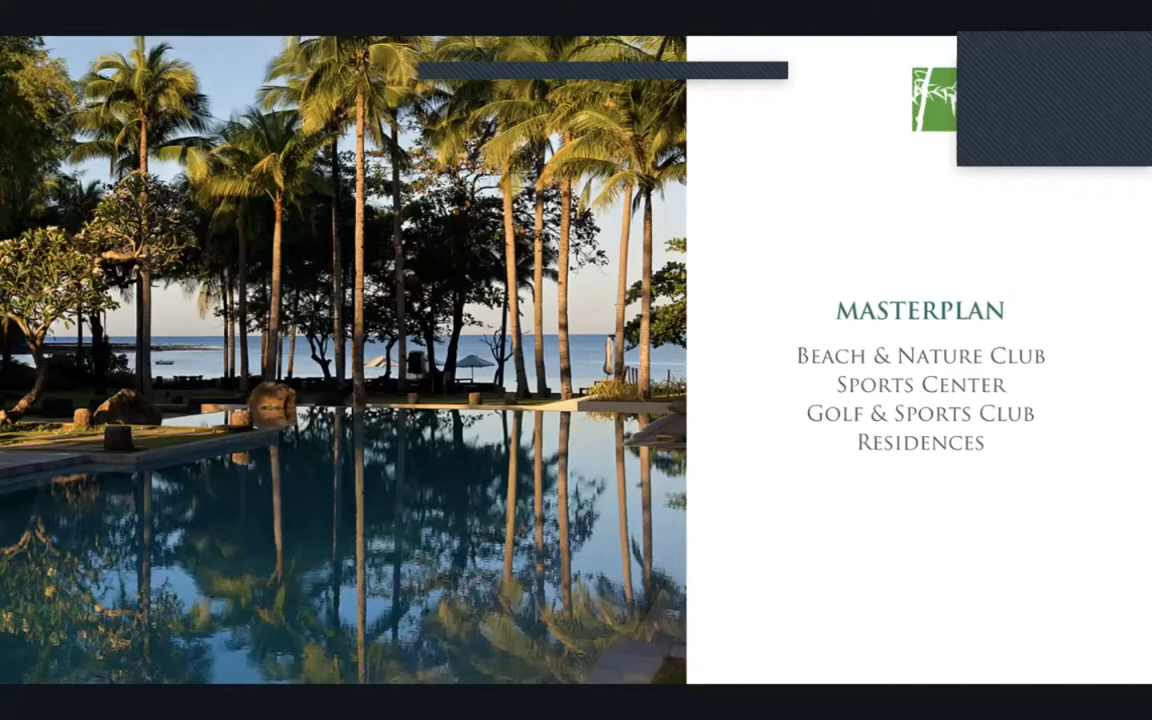 MASTERPLAN
BEACH & NATURE CLUB
SPORTS CENTER
GOLF & SPORTS CLUB
RESIDENCES